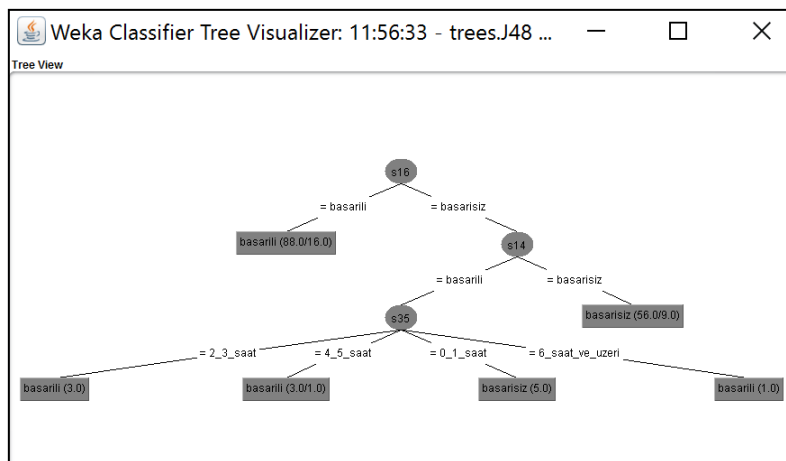 Weka Classifier Tree Visualizer: 11:56:33 - trees.J48 ...
Tree View
s16
= basarili = basarisiz
basarili (88.0/16.0)
s14
= basarili = basarisiz
s35
basarisiz (56.0/9.0)
= 2_3_saat = 4_5_saat = 0_1_saat = 6_saat_ve_uzeri
basarili (3.0) basarili (3.0/1.0) basarisiz (5.0) basarili (1.0)